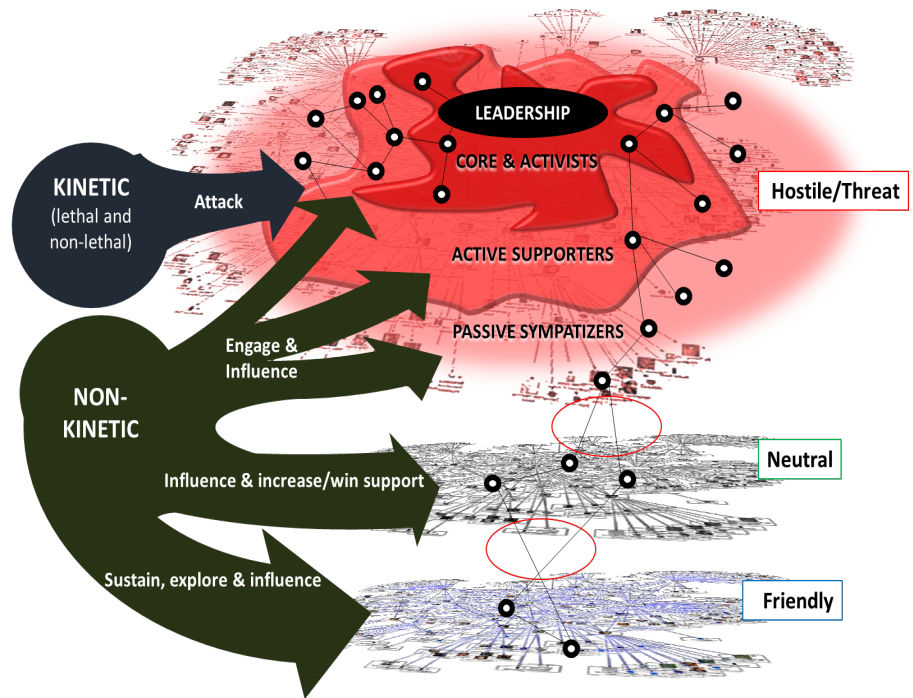 LEADERSHIP
CORE & ACTIVISTS
KINETIC
(lethal and
non-lethal)
Attack
Hostile/Threat
ACTIVE SUPPORTERS
PASSIVE SYMPATIZERS
Engage &
Influence
NON-
KINETIC
Influence & increase/win support
Neutral
Sustain, explore & influence
Friendly